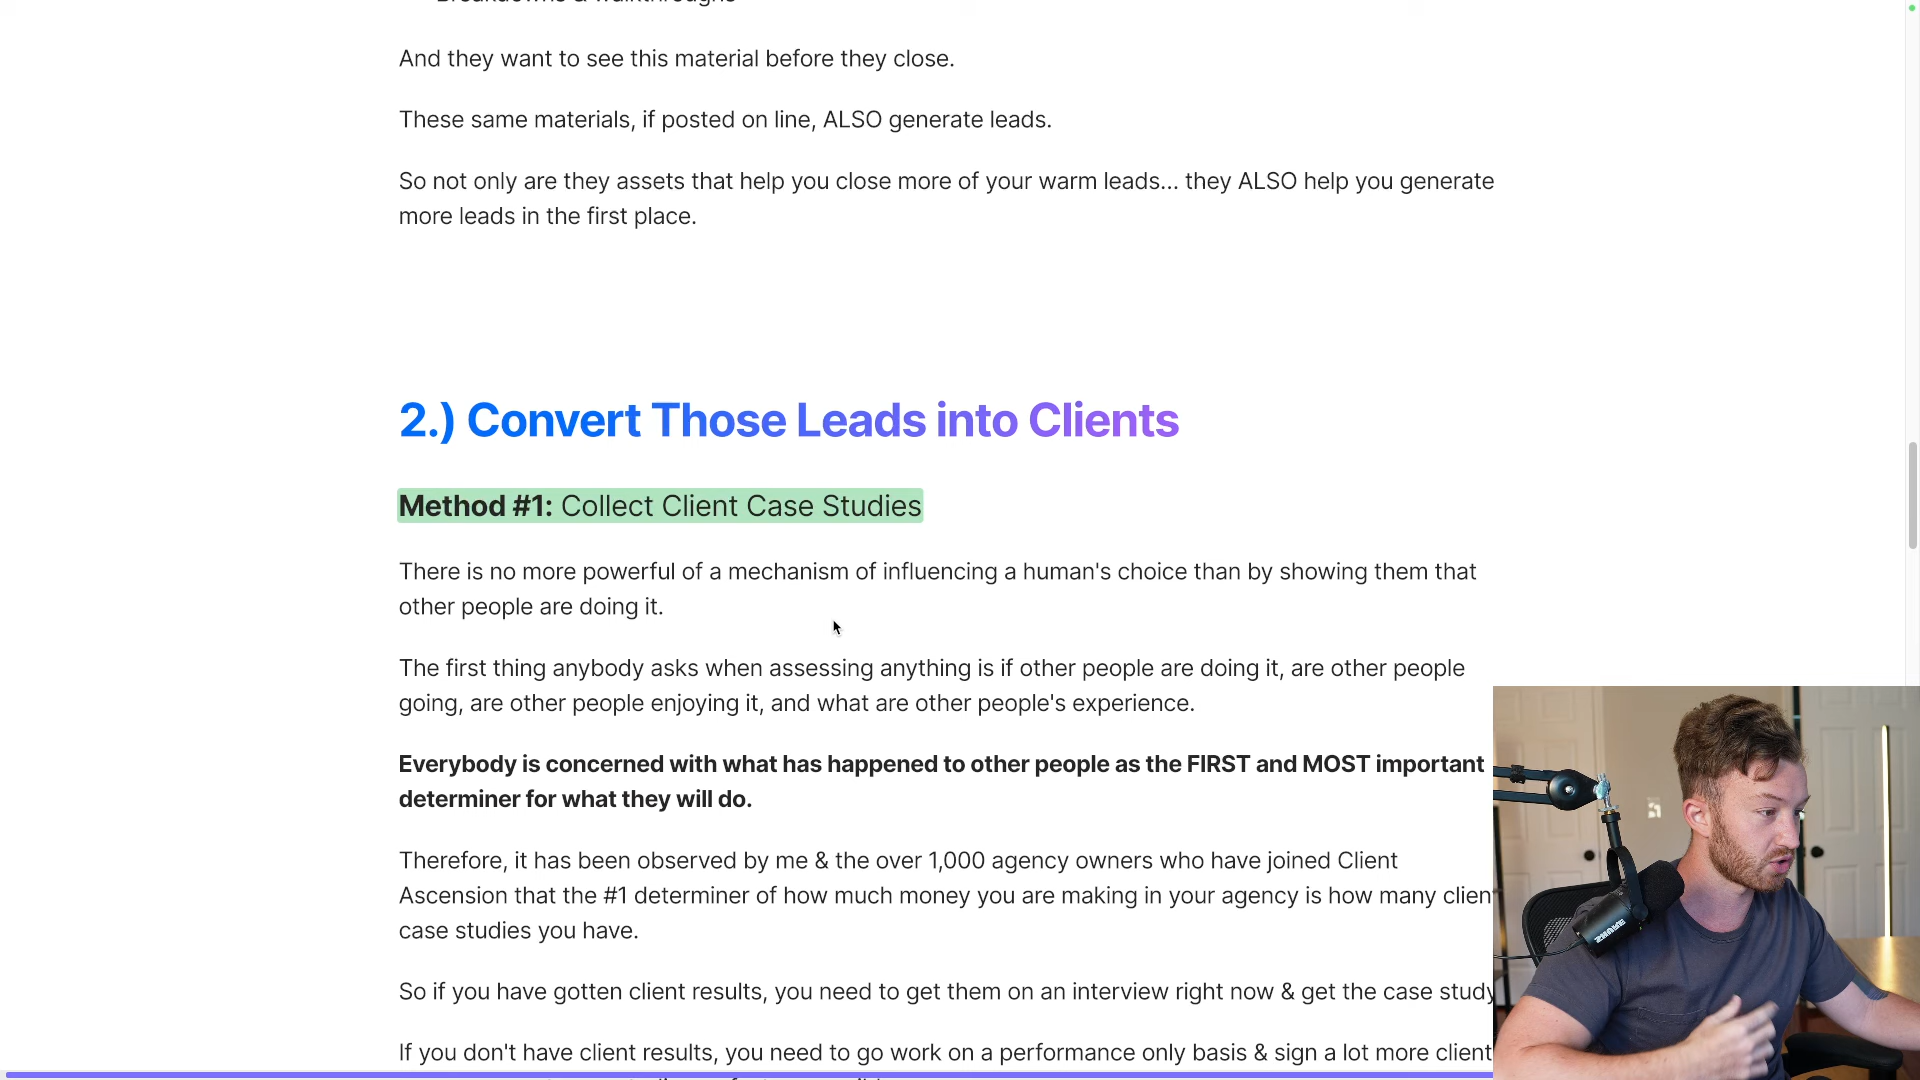 And they want to see this material before they close.
These same materials, if posted on line, ALSO generate leads.
So not only are they assets that help you close more of your warm leads... they ALSO help you generate
more leads in the first place.
2.) Convert Those Leads into Clients
Method #1: Collect Client Case Studies
There is no more powerful of a mechanism of influencing a human's choice than by showing them that
other people are doing it.
The first thing anybody asks when assessing anything is if other people are doing it, are other people
going, are other people enjoying it, and what are other people's experience.
Everybody is concerned with what has happened to other people as the FIRST and MOST important
determiner for what they will do.
Therefore, it has been observed by me & the over 1,000 agency owners who have joined Client
Ascension that the #1 determiner of how much money you are making in your agency is how many clien
case studies you have.
So if you have gotten client results, you need to get them on an interview right now & get the case study
If you don't have client results, you need to go work on a performance only basis & sign a lot more client
SHURE